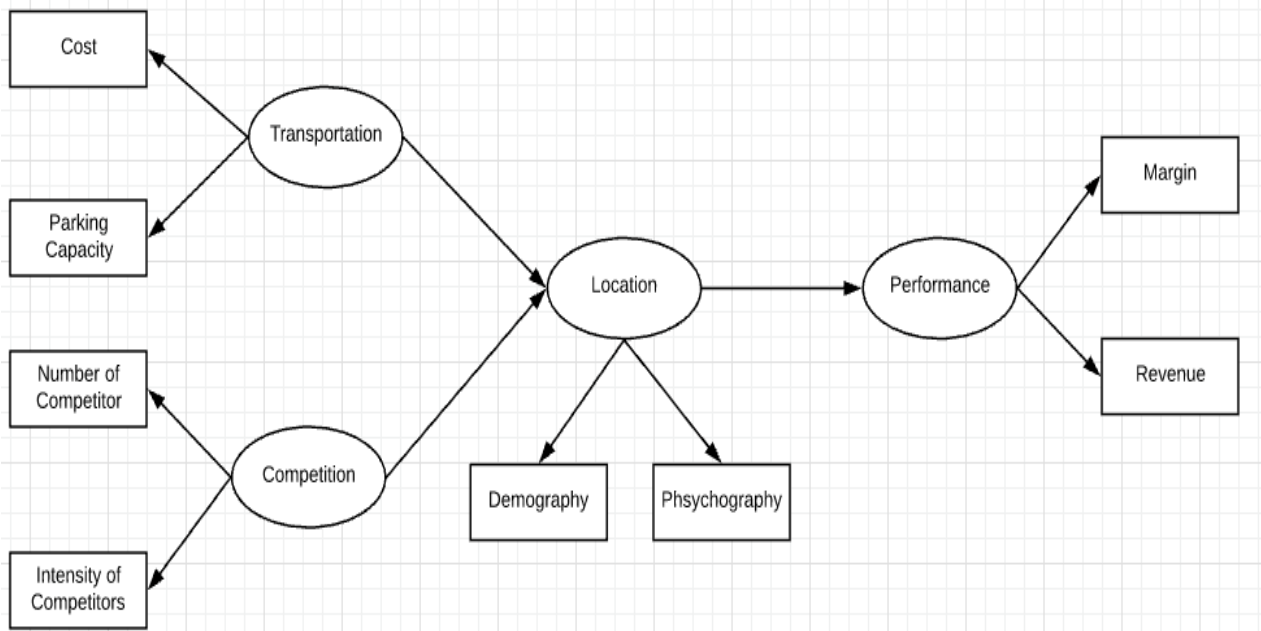 Cost
Transportation
Parking
Capacity
Number of
Competitor
Competition
Intensity of
Competitors
Location
Demography
Phsychography
Performance
Margin
Revenue